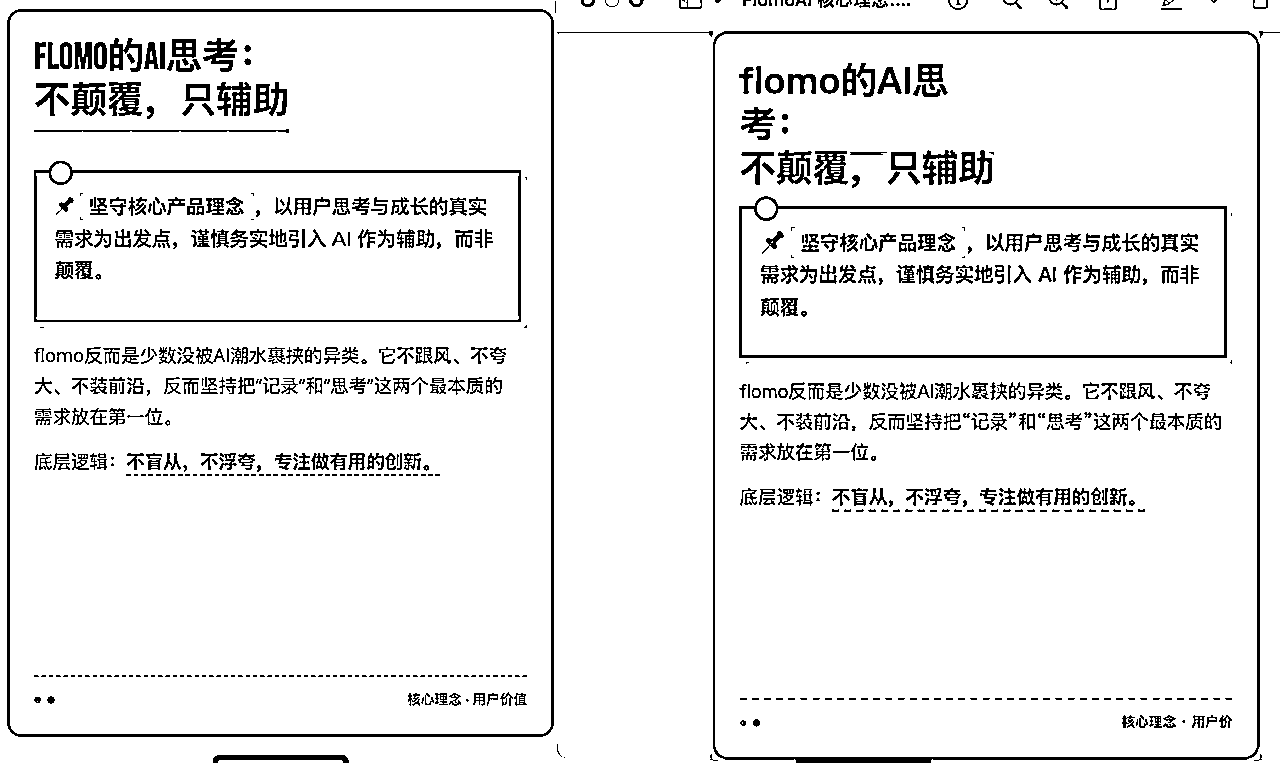 FLOMO的AI思考：
不颠覆，只辅助
📌 坚守核心产品理念 ，以用户思考与成长的真实
需求为出发点，谨慎务实地引入 AI 作为辅助，而非
颠覆。
flomo反而是少数没被AI潮水裹挟的异类。它不跟风、不夸
大、不装前沿，反而坚持把“记录”和“思考”这两个最本质的
需求放在第一位。
底层逻辑：不盲从，不浮夸，专注做有用的创新。
核心理念 · 用户价值
flomo的AI思
考：
不颠覆，只辅助
📌 坚守核心产品理念 ，以用户思考与成长的真实
需求为出发点，谨慎务实地引入 AI 作为辅助，而非
颠覆。
flomo反而是少数没被AI潮水裹挟的异类。它不跟风、不夸
大、不装前沿，反而坚持把“记录”和“思考”这两个最本质的
需求放在第一位。
底层逻辑：不盲从，不浮夸，专注做有用的创新。
核心理念 · 用户价